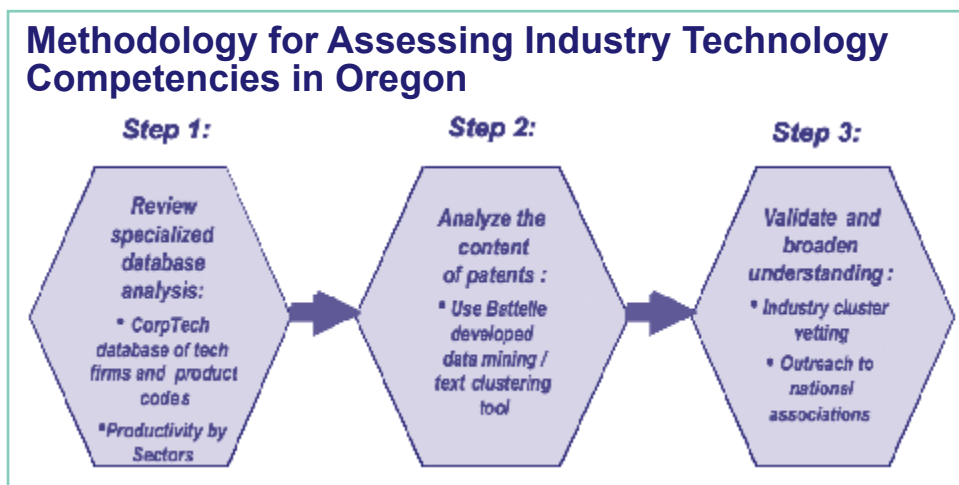 Methodology for Assessing Industry Technology
Competencies in Oregon
Step 1:
Review
specialized
database
analysis:
* CorpTech
database of tech
firms and product
codes
*Productivity by
Sectors
Step 2:
Analyze the
content
of patents :
* Use Battelle
developed
data mining /
text clustering
tool
Step 3:
Validate and
broaden
understanding :
* Industry cluster
vetting
* Outreach to
national
associations